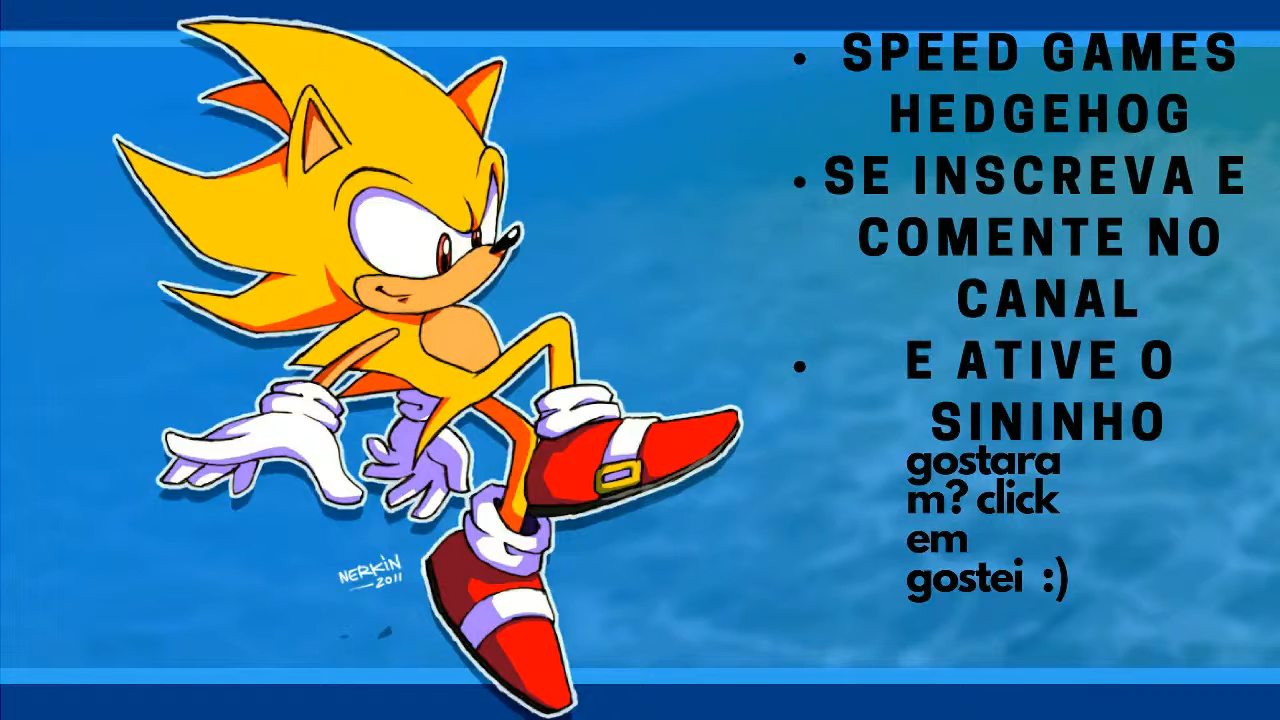 • SPEED GAMES
HEDGEHOG
• SE INSCREVA E
COMENTE NO
CANAL
• E ATIVE O
SININHO
gostara
m? click
em
gostei :)
NERKIN
2011